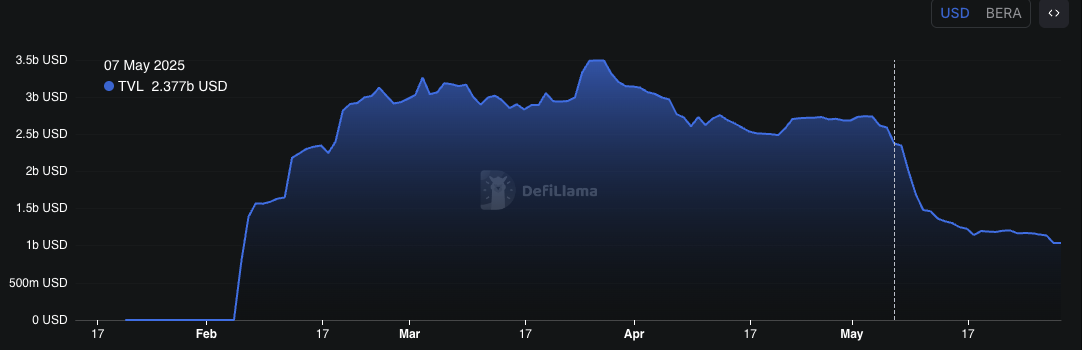 USD BERA <>
3.5b USD
07 May 2025
TVL 2.377b USD
3b USD
2.5b USD
2b USD
DefiLlama
1.5b USD
1b USD
500m USD
0 USD
17 Feb 17 Mar 17 Apr 17 May 17